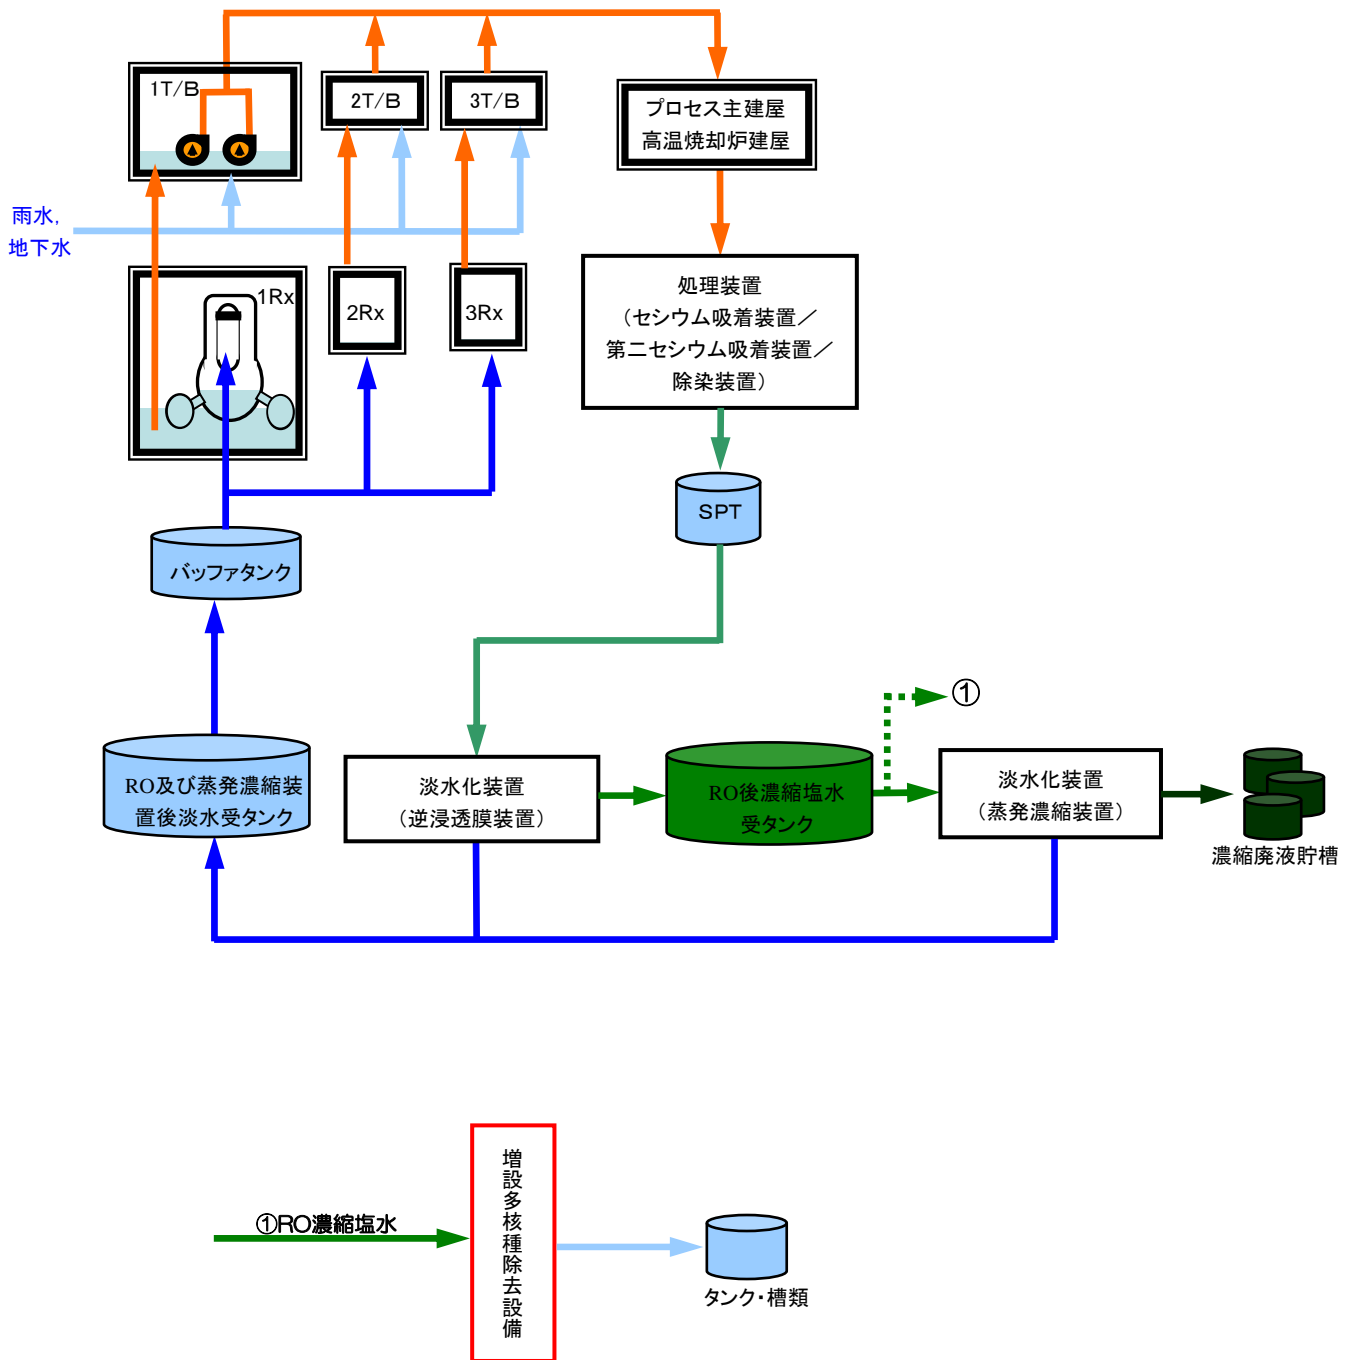 1T/B
2T/B
3T/B
プロセス主建屋
高温焼却炉建屋
雨水,
地下水
1Rx
2Rx
3Rx
処理装置
(セシウム吸着装置/
第二セシウム吸着装置/
除染装置)
SPT
バッファタンク
①
RO及び蒸発濃縮装
置後淡水受タンク
淡水化装置
(逆浸透膜装置)
RO後濃縮塩水
受タンク
淡水化装置
(蒸発濃縮装置)
濃縮廃液貯槽
①RO濃縮塩水
増設多核種除去設備
タンク・槽類